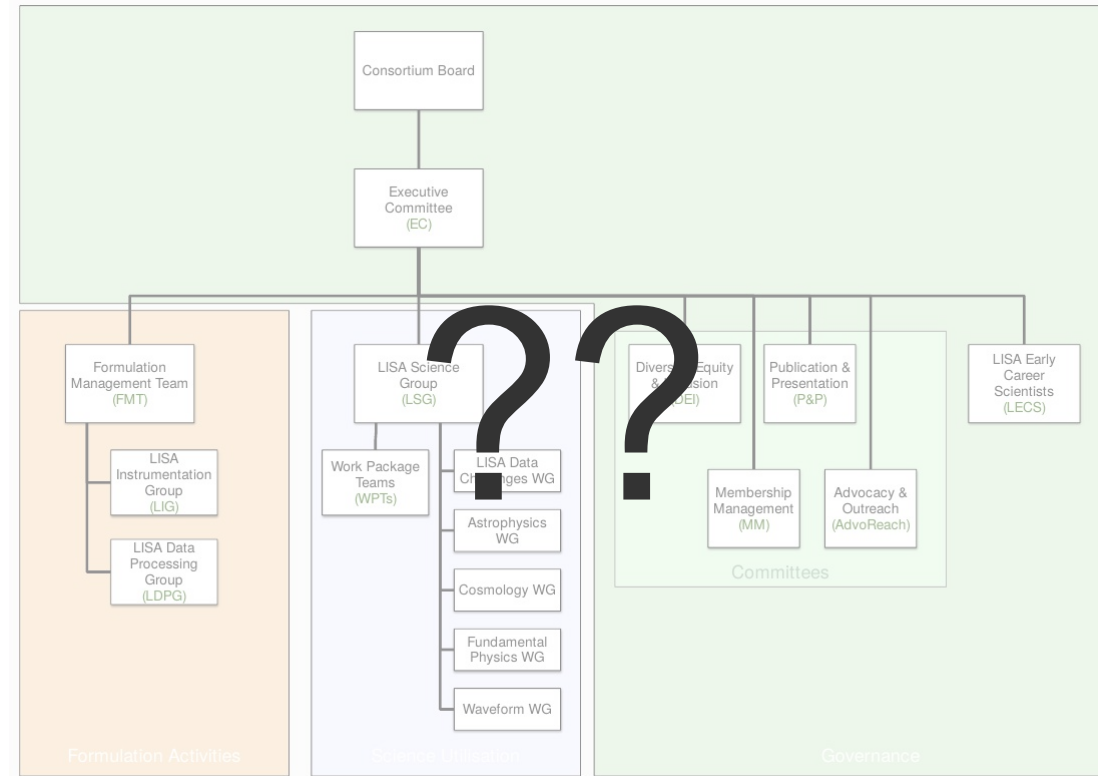 Consortium Board
Executive
Committee
(EC)
Formulation
Management Team
(FMT)
LISA Science
Group
(LSG)
??
Equity
&
Publication &
Presentation
(P&P)
LISA Early
Career
Scientists
(LECS)
LISA
Instrumentation
Group
(LIG)
LISA Data
Processing
Group
(LDPG)
Work Package
Teams
(WPTs)
LISA Data
WG
Astrophysics
WG
Cosmology WG
Fundamental
Physics WG
Waveform WG
Membership
Management
(MM)
Advocacy &
Outreach
(AdvoReach)
Committees
Formulation Activities
Science
Governance